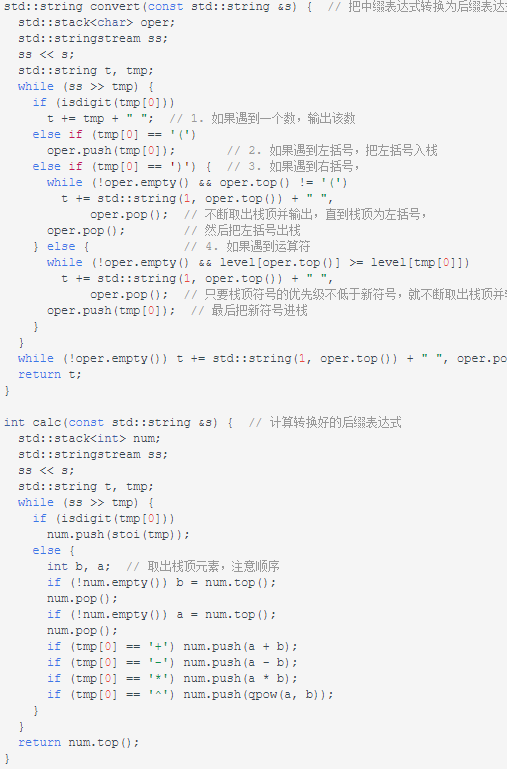 std::string convert(const std::string &s) {  // 把中缀表达式转换为后缀表达
  std::stack<char> oper;
  std::stringstream ss;
  ss << s;
  std::string t, tmp;
  while (ss >> tmp) {
    if (isdigit(tmp[0]))
      t += tmp + " ";  // 1. 如果遇到一个数，输出该数
    else if (tmp[0] == '(')
      oper.push(tmp[0]);       // 2. 如果遇到左括号，把左括号入栈
    else if (tmp[0] == ')') {  // 3. 如果遇到右括号，
      while (!oper.empty() && oper.top() != '(')
        t += std::string(1, oper.top()) + " ",
            oper.pop();  // 不断取出栈顶并输出，直到栈顶为左括号，
      oper.pop();        // 然后把左括号出栈
    } else {             // 4. 如果遇到运算符
      while (!oper.empty() && level[oper.top()] >= level[tmp[0]])
        t += std::string(1, oper.top()) + " ",
            oper.pop();  // 只要栈顶符号的优先级不低于新符号，就不断取出栈顶并
      oper.push(tmp[0]);  // 最后把新符号进栈
    }
  }
  while (!oper.empty()) t += std::string(1, oper.top()) + " ", oper.po
  return t;
}
int calc(const std::string &s) {  // 计算转换好的后缀表达式
  std::stack<int> num;
  std::stringstream ss;
  ss << s;
  std::string t, tmp;
  while (ss >> tmp) {
    if (isdigit(tmp[0]))
      num.push(stoi(tmp));
    else {
      int b, a;  // 取出栈顶元素，注意顺序
      if (!num.empty()) b = num.top();
      num.pop();
      if (!num.empty()) a = num.top();
      num.pop();
      if (tmp[0] == '+') num.push(a + b);
      if (tmp[0] == '-') num.push(a - b);
      if (tmp[0] == '*') num.push(a * b);
      if (tmp[0] == '^') num.push(qpow(a, b));
    }
  }
  return num.top();
}